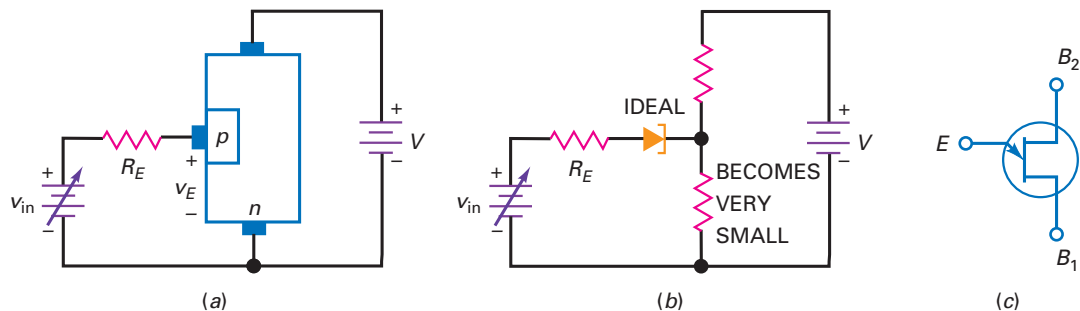 +
V
−
p
R_E
+
v_E
−
n
+
v_in
−
(a)
IDEAL
R_E
BECOMES
VERY
SMALL
+
V
−
+
v_in
−
(b)
B_2
E
B_1
(c)